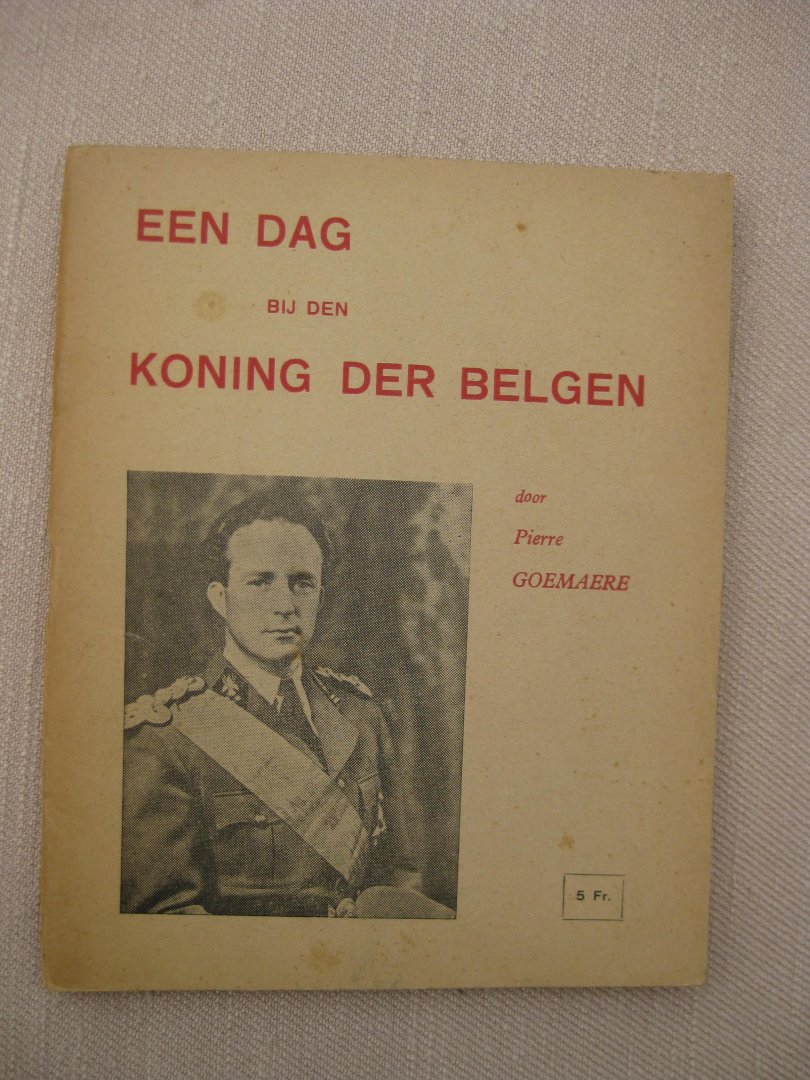 EEN DAG
BIJ DEN
KONING DER BELGEN
door
Pierre
GOEMAERE
5 Fr.